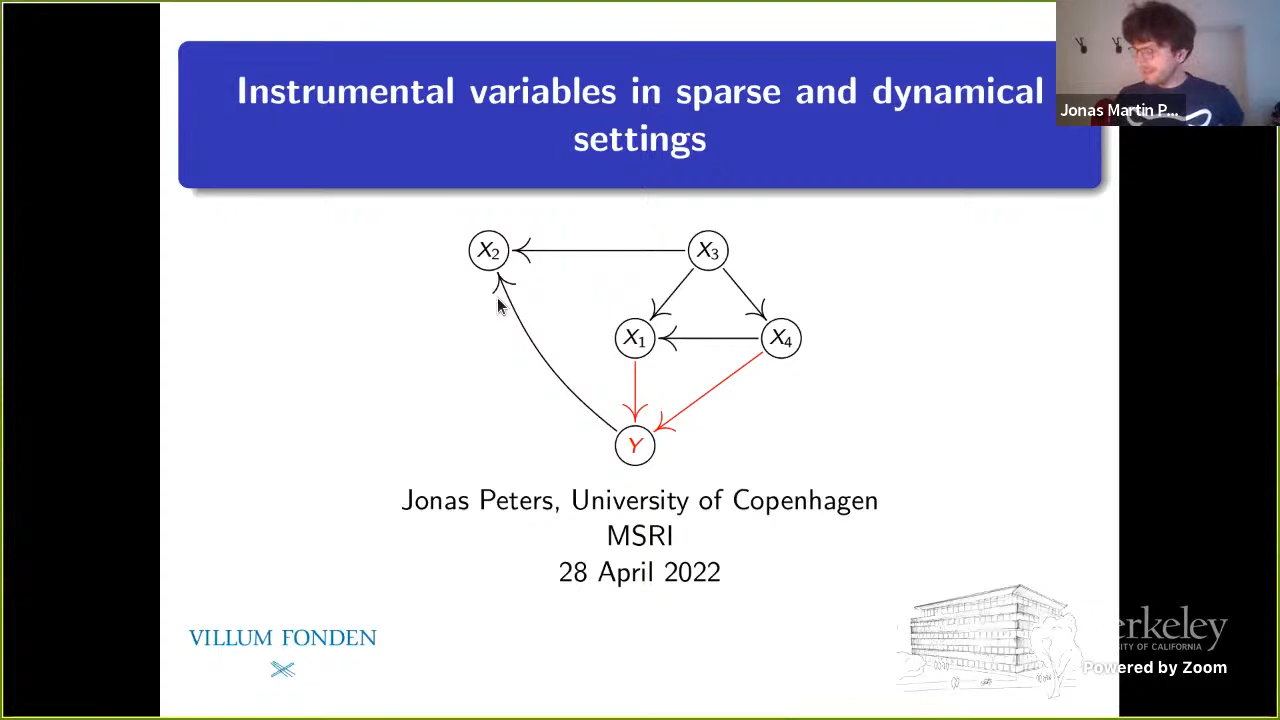 Instrumental variables in sparse and dynamical
settings
Jonas Martin P...
X2
X3
X1
X4
Y
Jonas Peters, University of Copenhagen
MSRI
28 April 2022
VILLUM FONDEN
Powered by Zoom